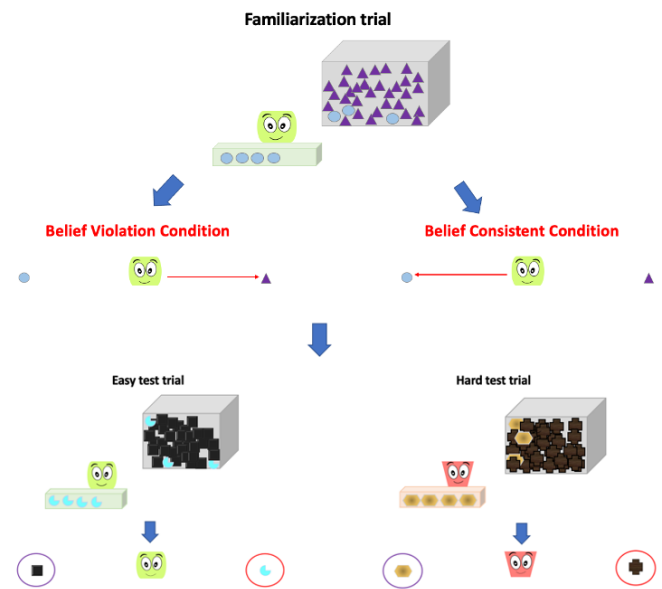 Familiarization trial
Belief Violation Condition
Belief Consistent Condition
Easy test trial
Hard test trial